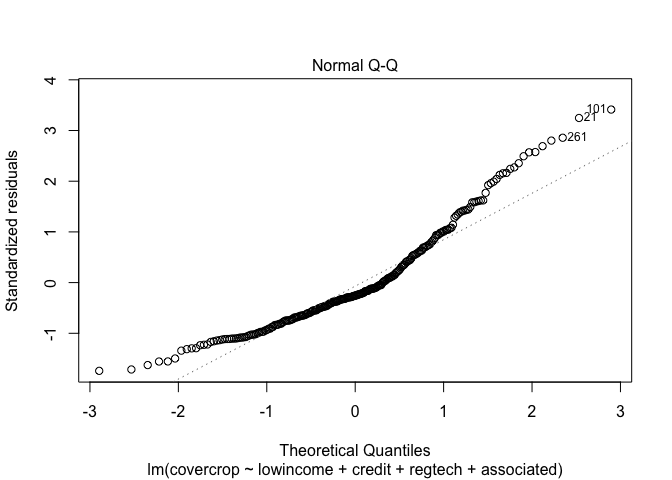 Normal Q-Q
Standardized residuals
4
3
2
1
0
-1
101
21
261
-3 -2 -1 0 1 2 3
Theoretical Quantiles
lm(covercrop ~ lowincome + credit + regtech + associated)